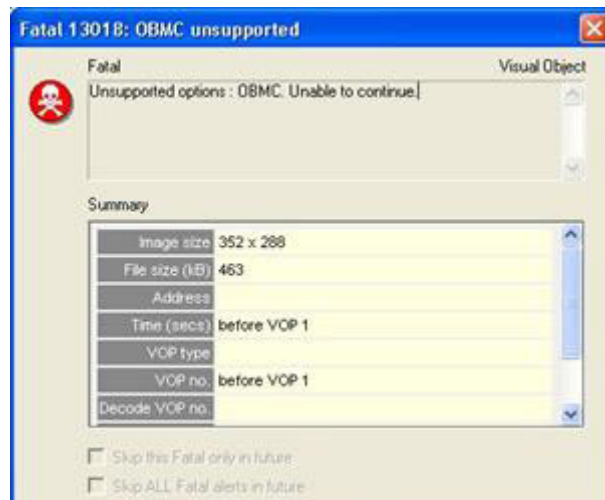 Fatal 13018: OBMC unsupported
Fatal Visual Object
Unsupported options : OBMC. Unable to continue.
Summary
Image size 352 x 288
File size (kB) 463
Address
Time (secs) before VOP 1
VOP type
VOP no. before VOP 1
Decode VOP no.
Skip this Fatal only in future
Skip ALL Fatal alerts in future